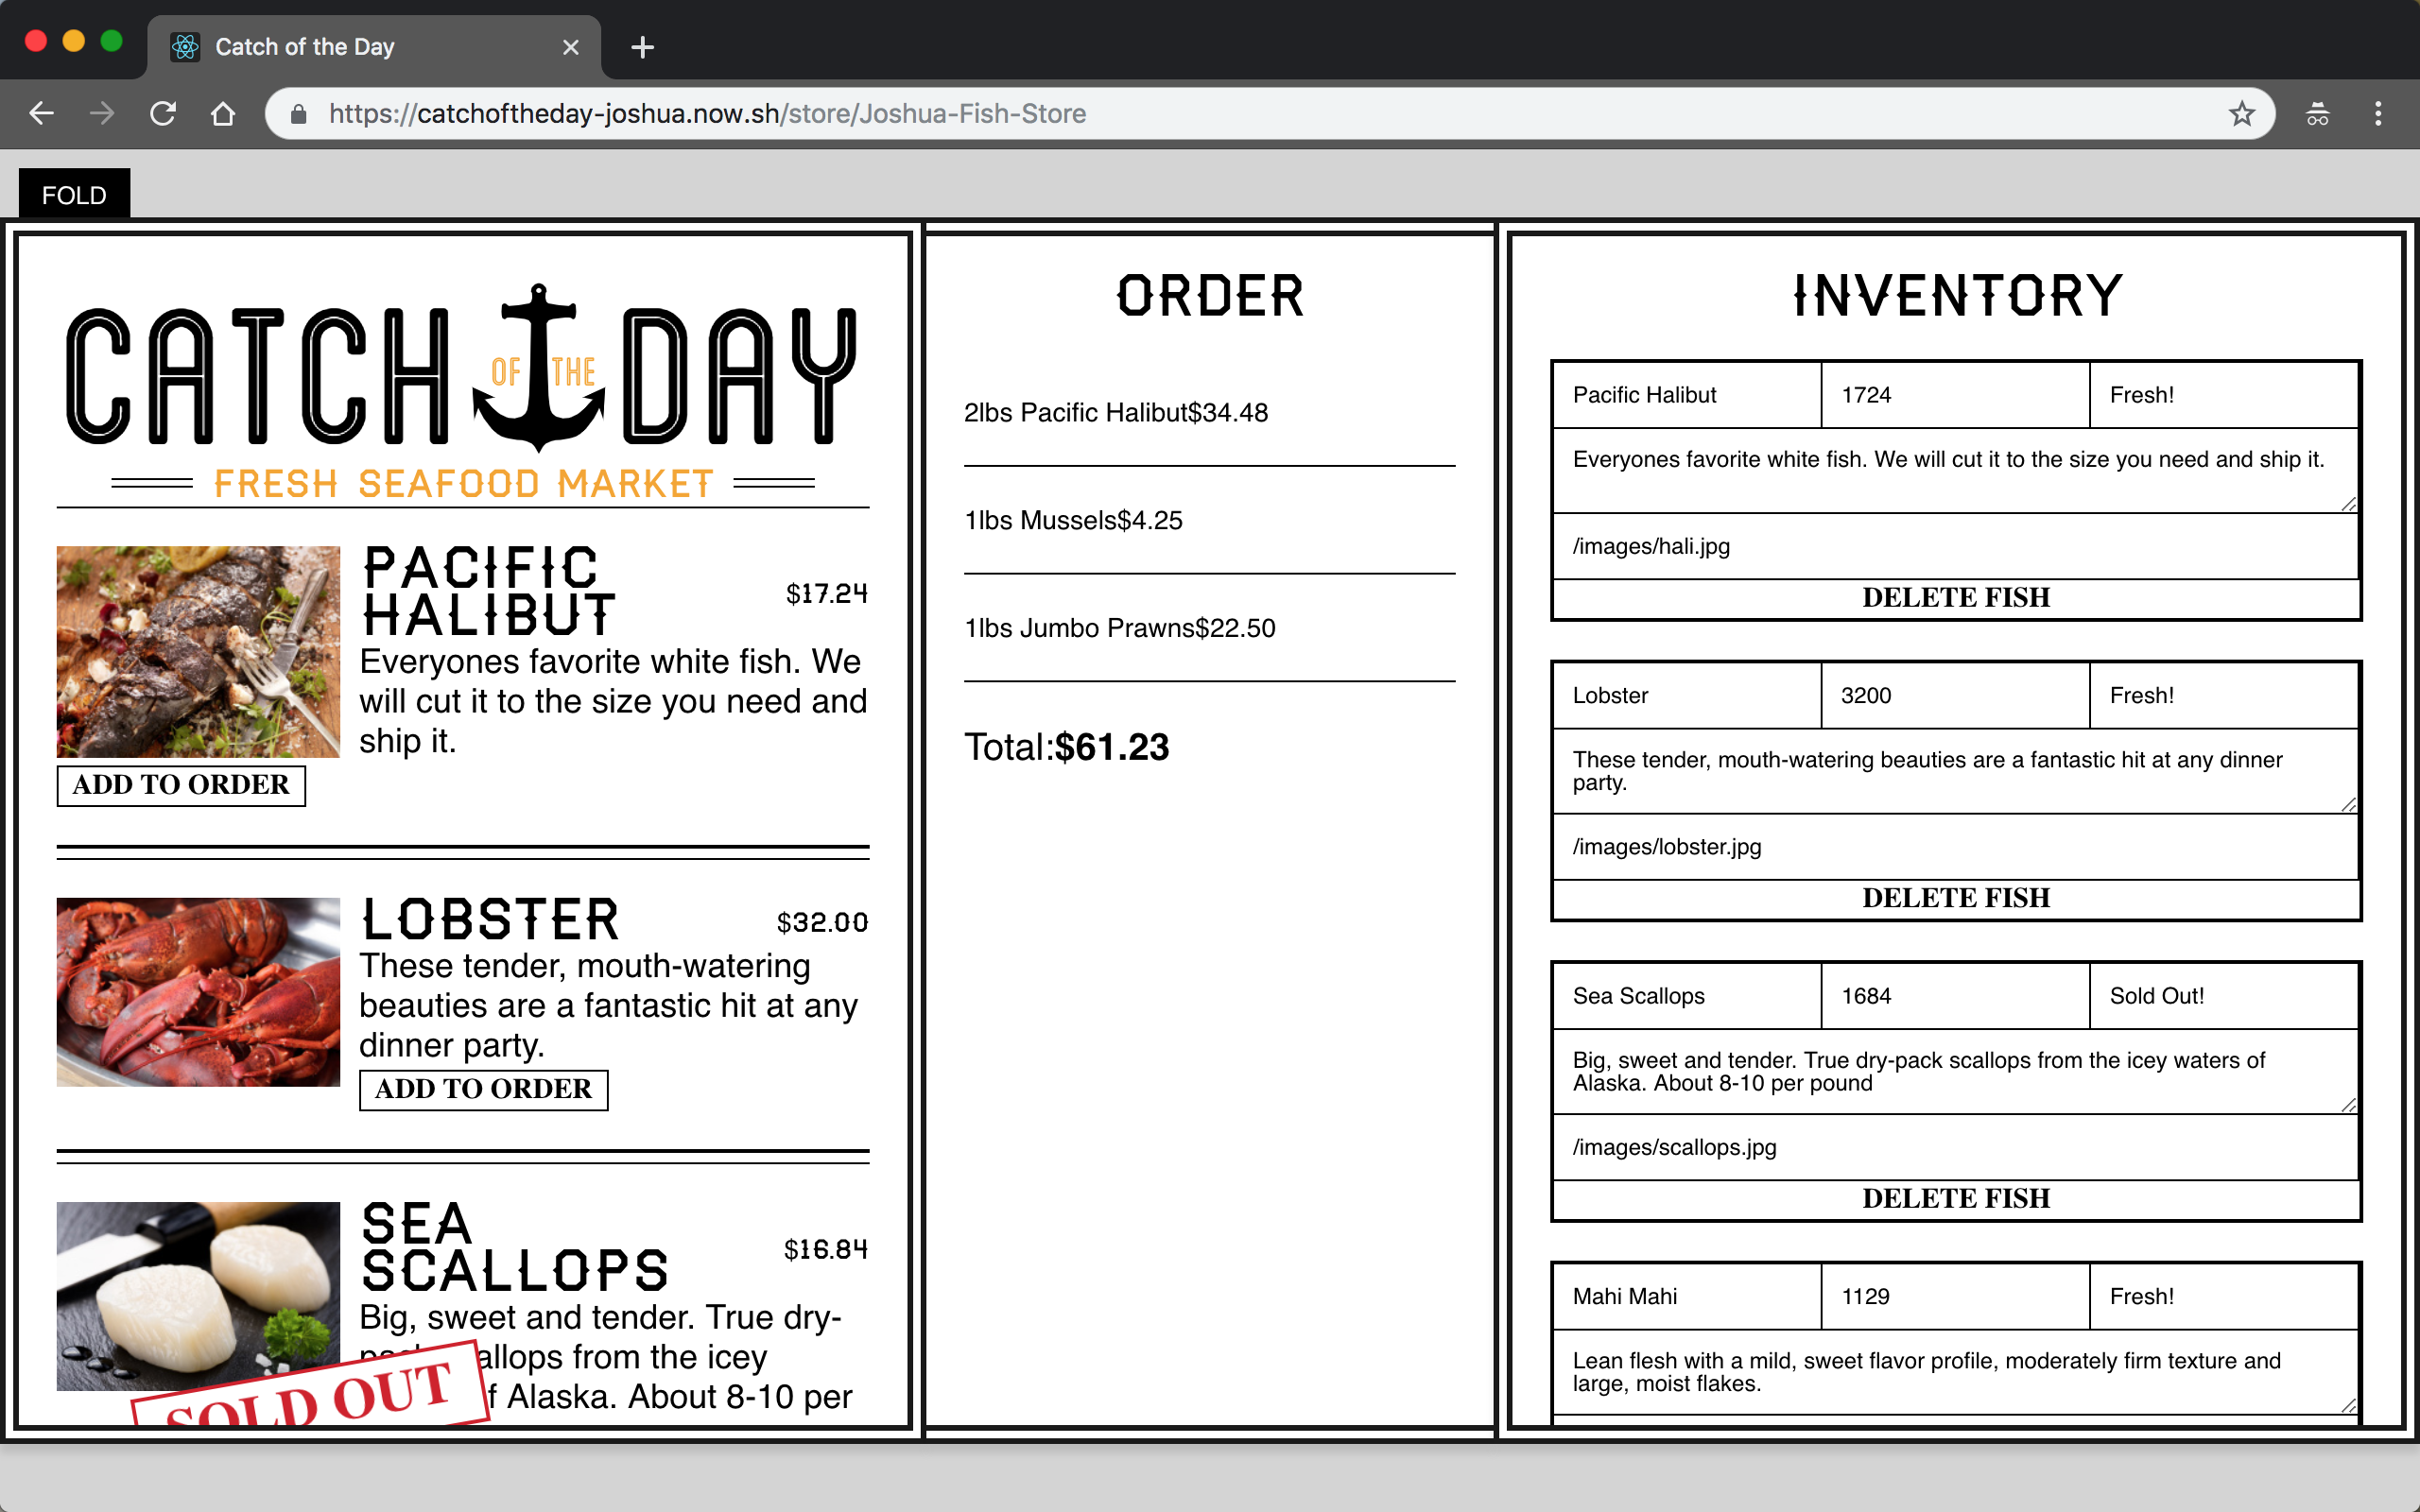 Catch of the Day
https://catchoftheday-joshua.now.sh/store/Joshua-Fish-Store
FOLD
CATCH OF THE DAY
FRESH SEAFOOD MARKET
PACIFIC
HALIBUT
$17.24
Everyones favorite white fish. We
will cut it to the size you need and
ship it.
ADD TO ORDER
LOBSTER
$32.00
These tender, mouth-watering
beauties are a fantastic hit at any
dinner party.
ADD TO ORDER
SEA
SCALLOPS
$16.84
Big, sweet and tender. True dry-
allops from the icey
f Alaska. About 8-10 per
SOLD OUT
ORDER
2lbs Pacific Halibut$34.48
1lbs Mussels$4.25
1lbs Jumbo Prawns$22.50
Total:$61.23
INVENTORY
Pacific Halibut 1724 Fresh!
Everyones favorite white fish. We will cut it to the size you need and ship it.
/images/hali.jpg
DELETE FISH
Lobster 3200 Fresh!
These tender, mouth-watering beauties are a fantastic hit at any dinner
party.
/images/lobster.jpg
DELETE FISH
Sea Scallops 1684 Sold Out!
Big, sweet and tender. True dry-pack scallops from the icey waters of
Alaska. About 8-10 per pound
/images/scallops.jpg
DELETE FISH
Mahi Mahi 1129 Fresh!
Lean flesh with a mild, sweet flavor profile, moderately firm texture and
large, moist flakes.